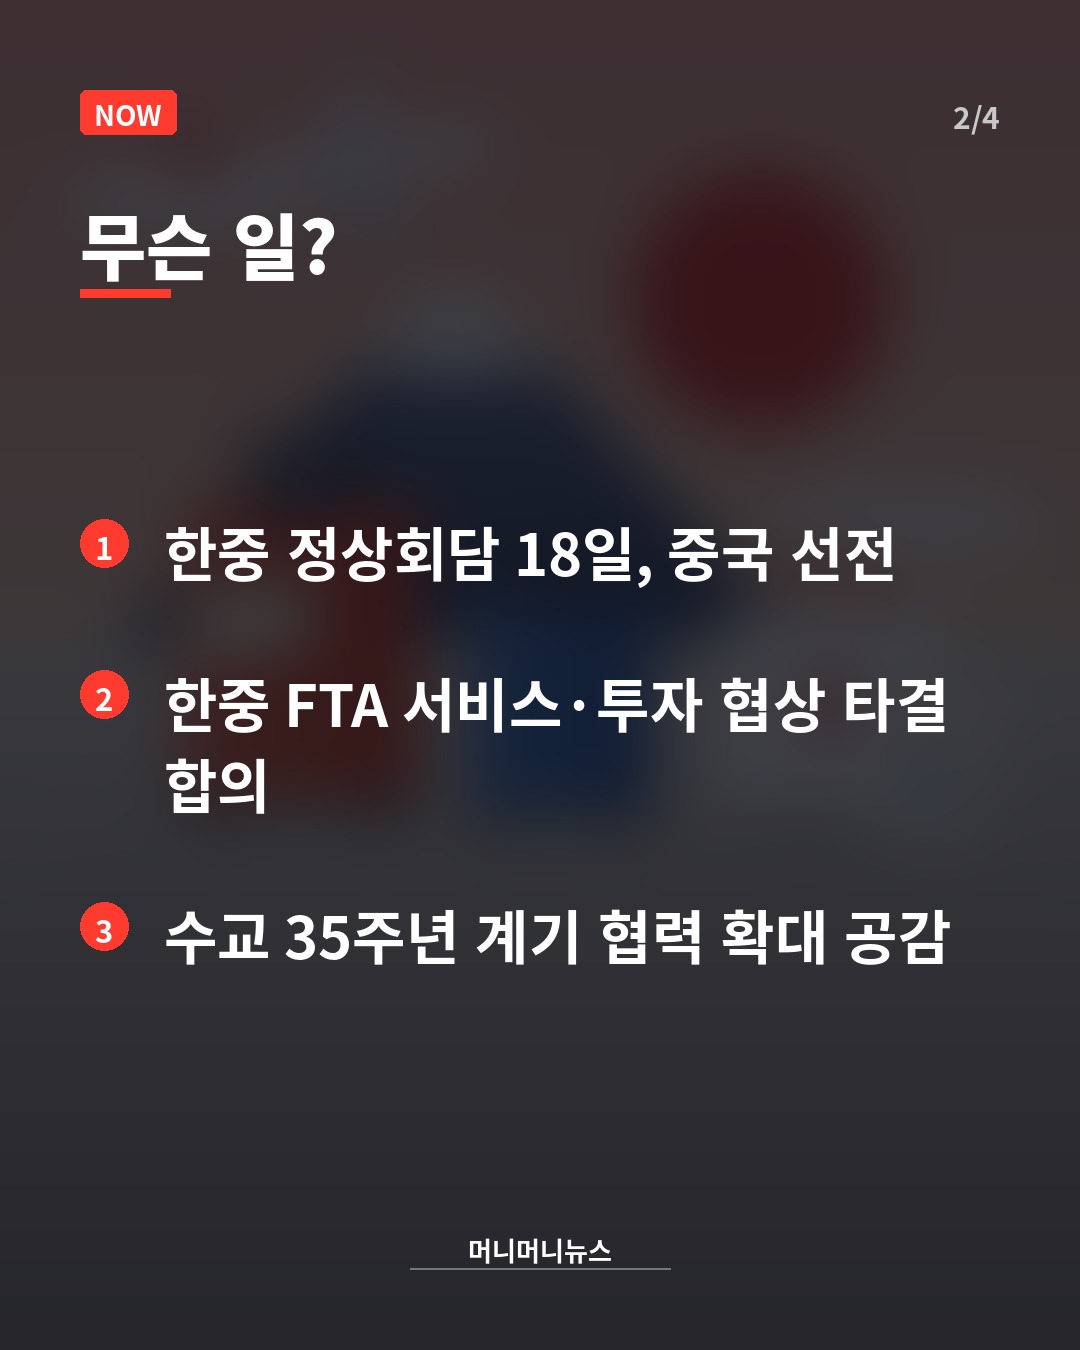 NOW
2/4
무슨 일?
1 한중 정상회담 18일, 중국 선전
2 한중 FTA 서비스·투자 협상 타결
합의
3 수교 35주년 계기 협력 확대 공감
머니머니뉴스